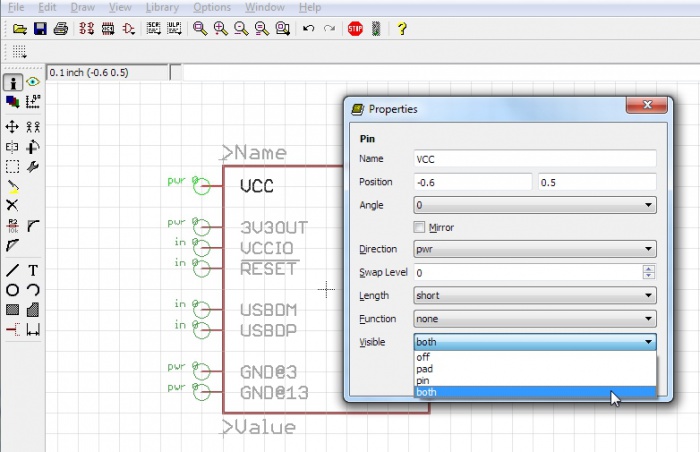 File Edit Draw View Library Options Window Help
0.1 inch (-0.6 0.5)
Properties
Pin
Name VCC
Position -0.6 0.5
Angle 0
Mirror
Direction pwr
Swap Level 0
Length short
Function none
Visible both
off
pad
pin
both
>Name
pwr 0 VCC
pwr 0 3V3OUT
in 0 VCCIO
in 0 RESET
in 0 USBDM
in 0 USBDP
pwr 0 GND@3
pwr 0 GND@13
>Value